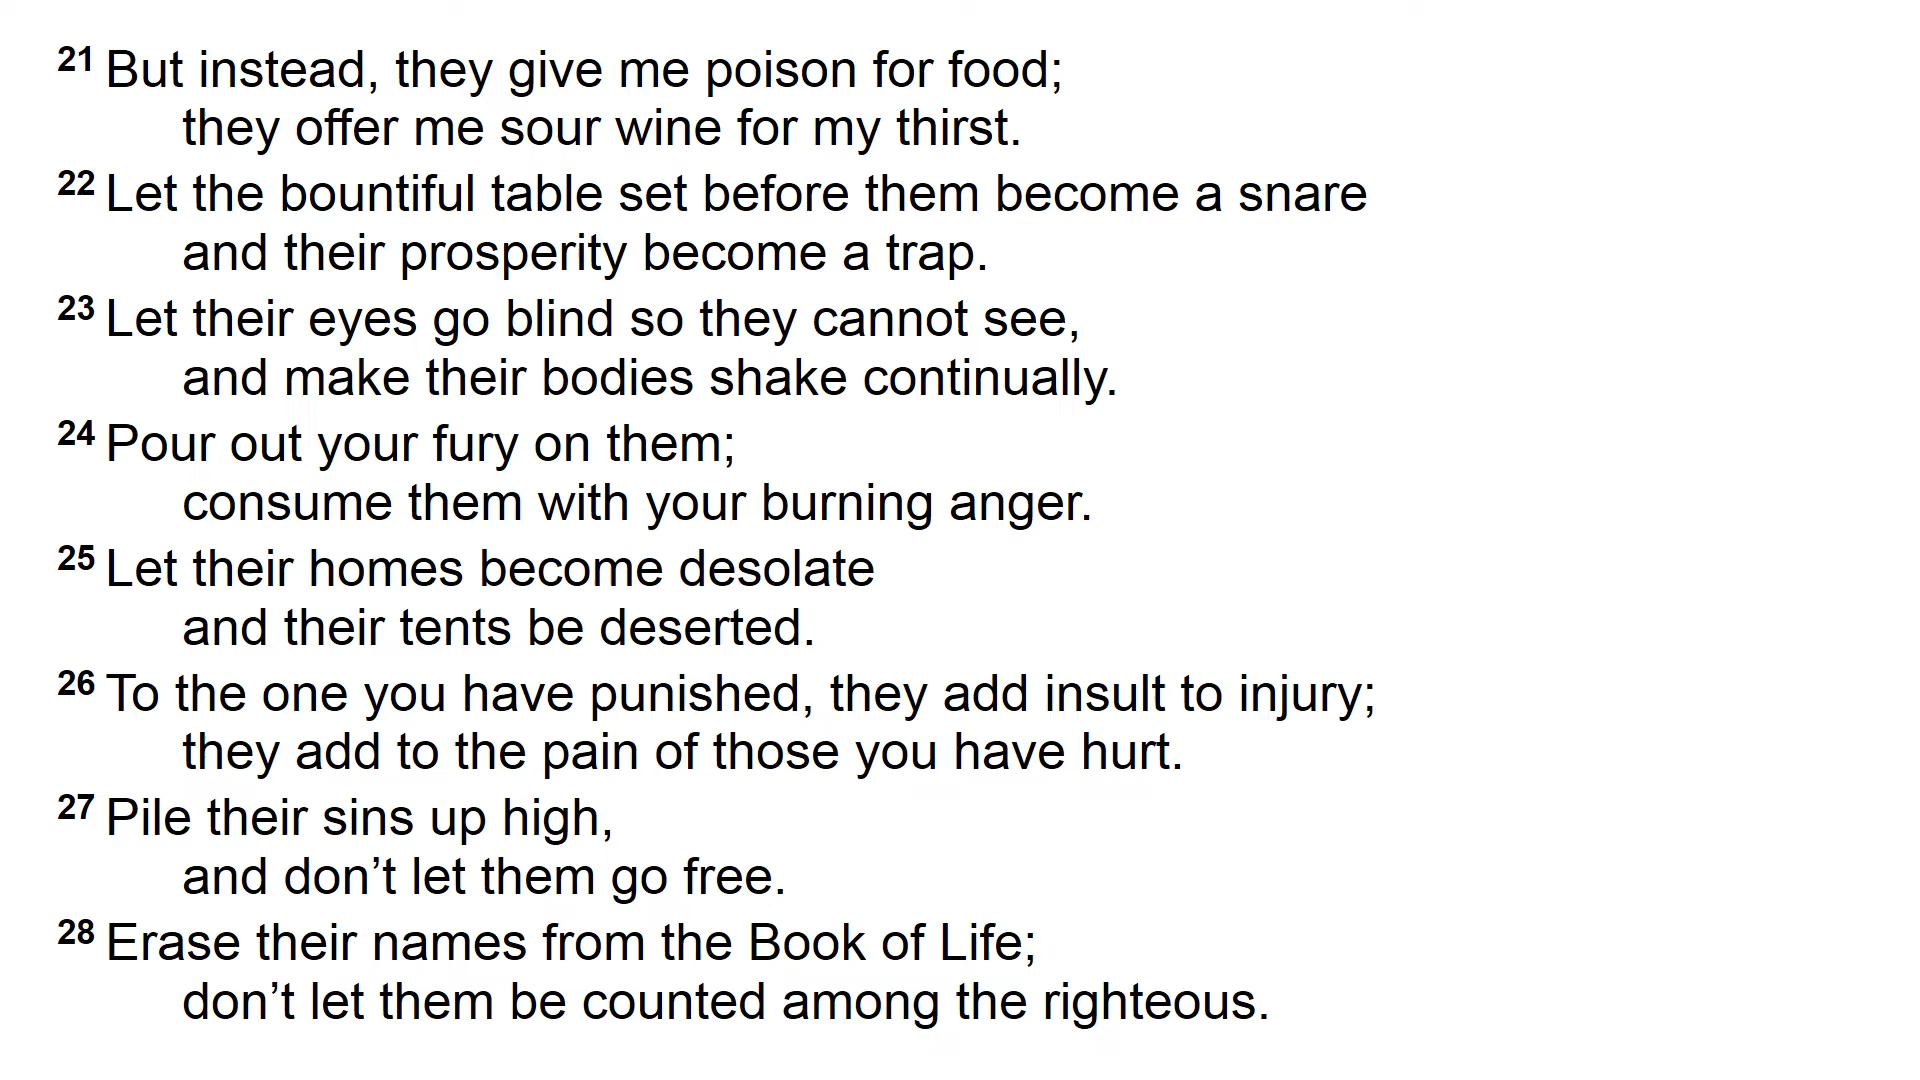 21 But instead, they give me poison for food;
they offer me sour wine for my thirst.
22 Let the bountiful table set before them become a snare
and their prosperity become a trap.
23 Let their eyes go blind so they cannot see,
and make their bodies shake continually.
24 Pour out your fury on them;
consume them with your burning anger.
25 Let their homes become desolate
and their tents be deserted.
26 To the one you have punished, they add insult to injury;
they add to the pain of those you have hurt.
27 Pile their sins up high,
and don’t let them go free.
28 Erase their names from the Book of Life;
don’t let them be counted among the righteous.